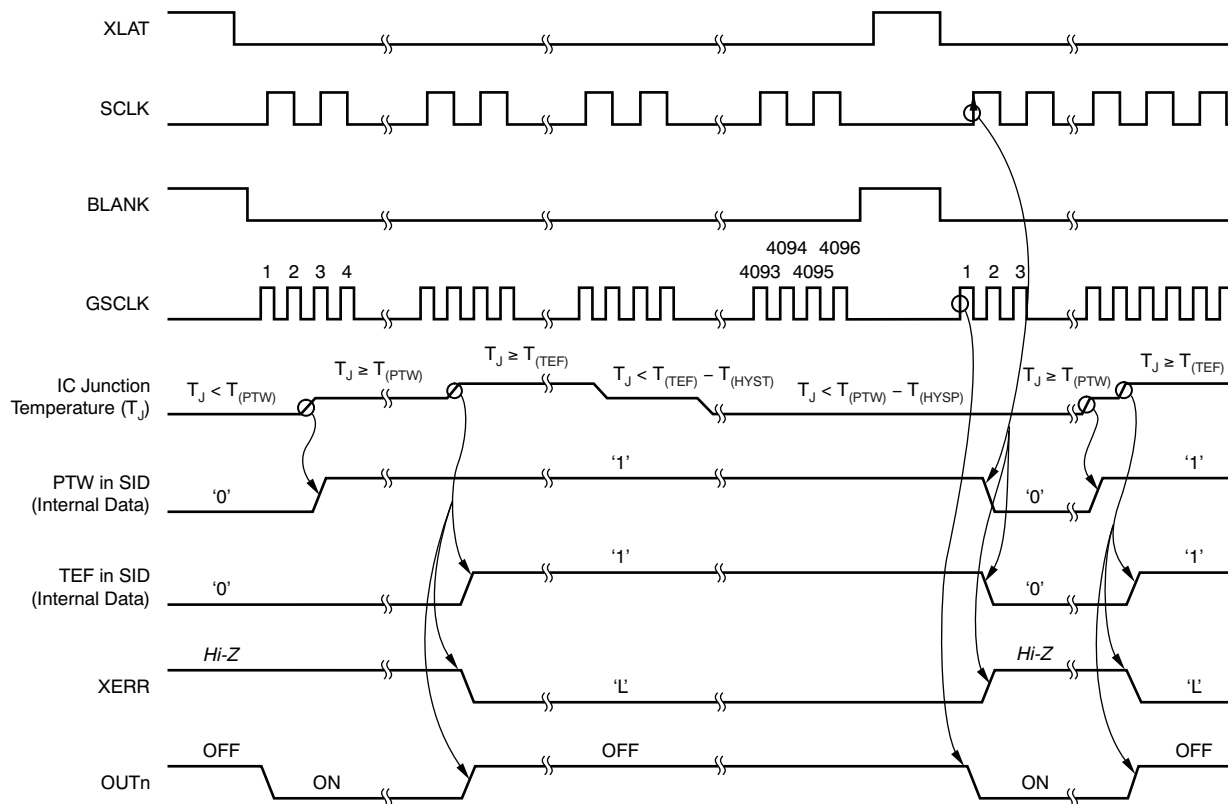 XLAT
SCLK
BLANK
4094 4096
1 2 3 4 4093 4095 1 2 3
GSCLK
IC Junction
Temperature (TJ)
TJ < T(PTW)
TJ ≥ T(PTW)
TJ ≥ T(TEF)
TJ < T(TEF) – T(HYST)
TJ < T(PTW) – T(HYSP)
TJ ≥ T(PTW)
TJ ≥ T(TEF)
PTW in SID
(Internal Data)
‘0’ ‘1’ ‘0’ ‘1’
TEF in SID
(Internal Data)
‘0’ ‘1’ ‘0’ ‘1’
XERR
Hi-Z ‘L’ Hi-Z ‘L’
OUTn
OFF ON OFF ON OFF